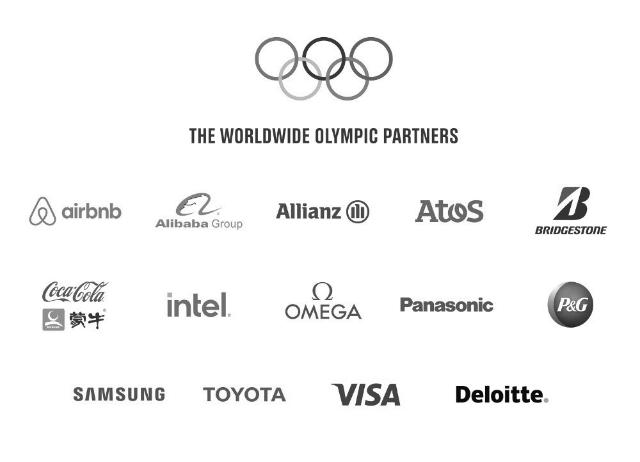 THE WORLDWIDE OLYMPIC PARTNERS
airbnb
Alibaba Group
Allianz
Atos
BRIDGESTONE
Coca-Cola
蒙牛
intel.
OMEGA
Panasonic
P&G
SAMSUNG
TOYOTA
VISA
Deloitte.